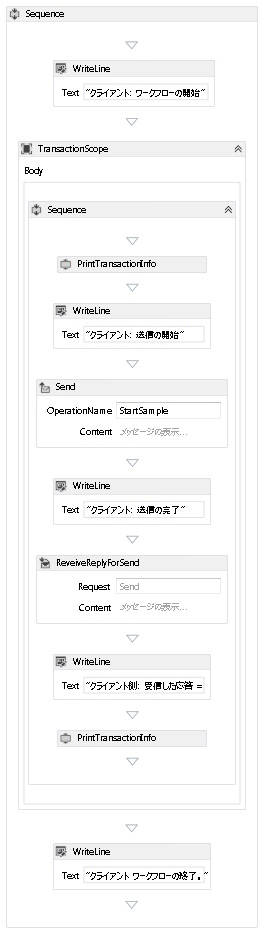 Sequence
WriteLine
Text "クライアント: ワークフローの開始"
TransactionScope
Body
Sequence
PrintTransactionInfo
WriteLine
Text "クライアント: 送信の開始"
Send
OperationName StartSample
Content メッセージの表示...
WriteLine
Text "クライアント: 送信の完了"
ReveiveReplyForSend
Request Send
Content メッセージの表示...
WriteLine
Text "クライアント側: 受信した応答 =
PrintTransactionInfo
WriteLine
Text "クライアント ワークフローの終了。"